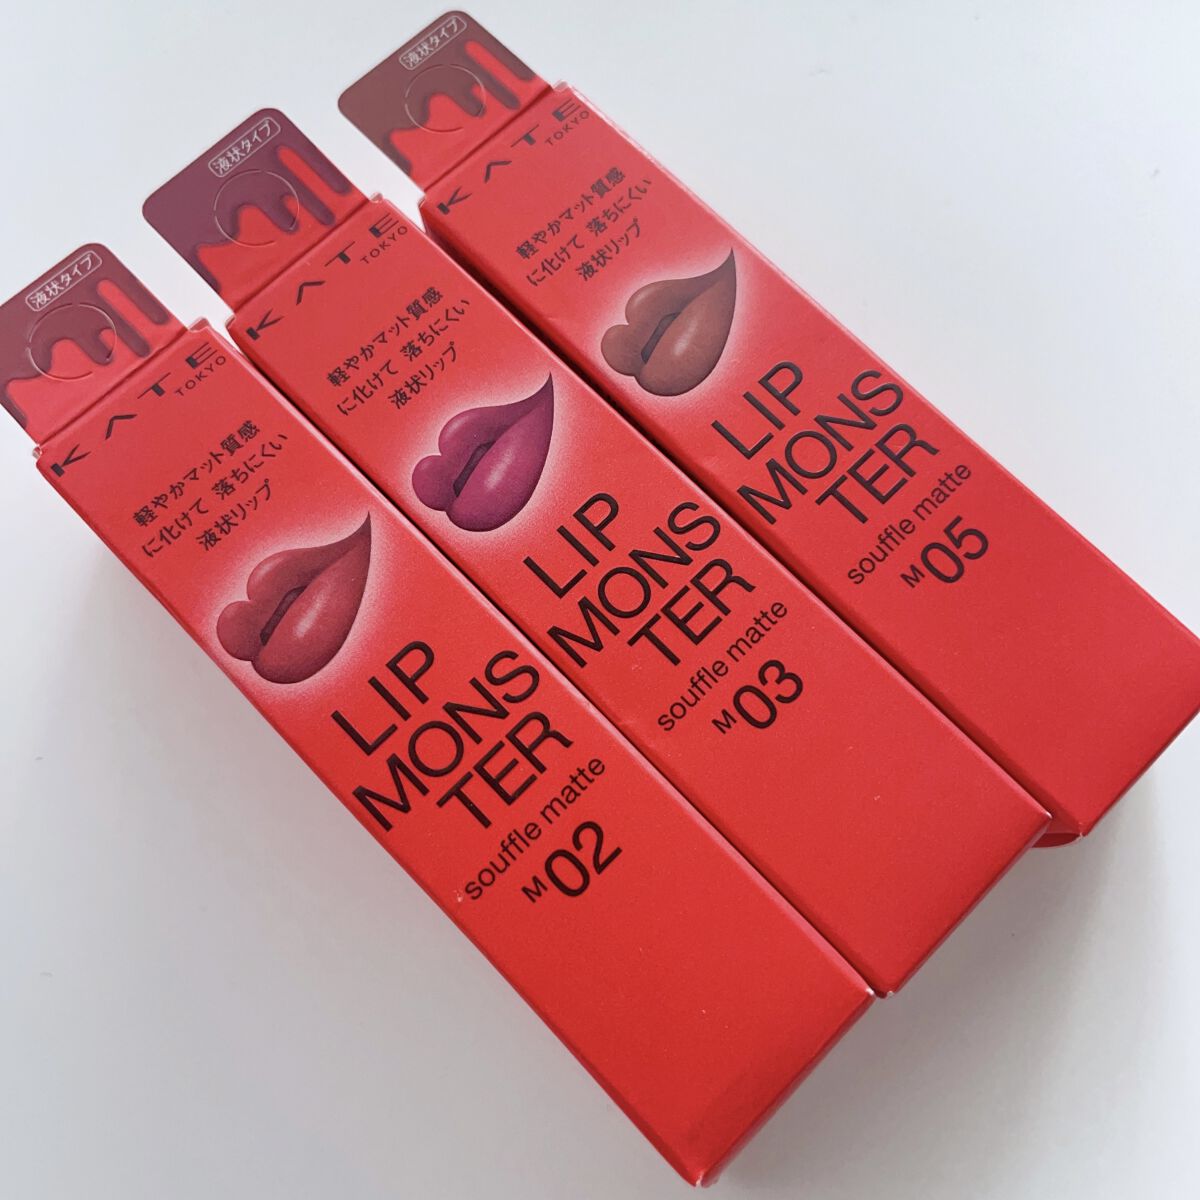 液状タイプ
KATE
TOKYO
軽やかマット質感
に化けて 落ちにくい
液状リップ
LIP
MONS
TER
souffle matte
M02
液状タイプ
KATE
TOKYO
軽やかマット質感
に化けて 落ちにくい
液状リップ
LIP
MONS
TER
souffle matte
M03
液状タイプ
KATE
TOKYO
軽やかマット質感
に化けて 落ちにくい
液状リップ
LIP
MONS
TER
souffle matte
M05